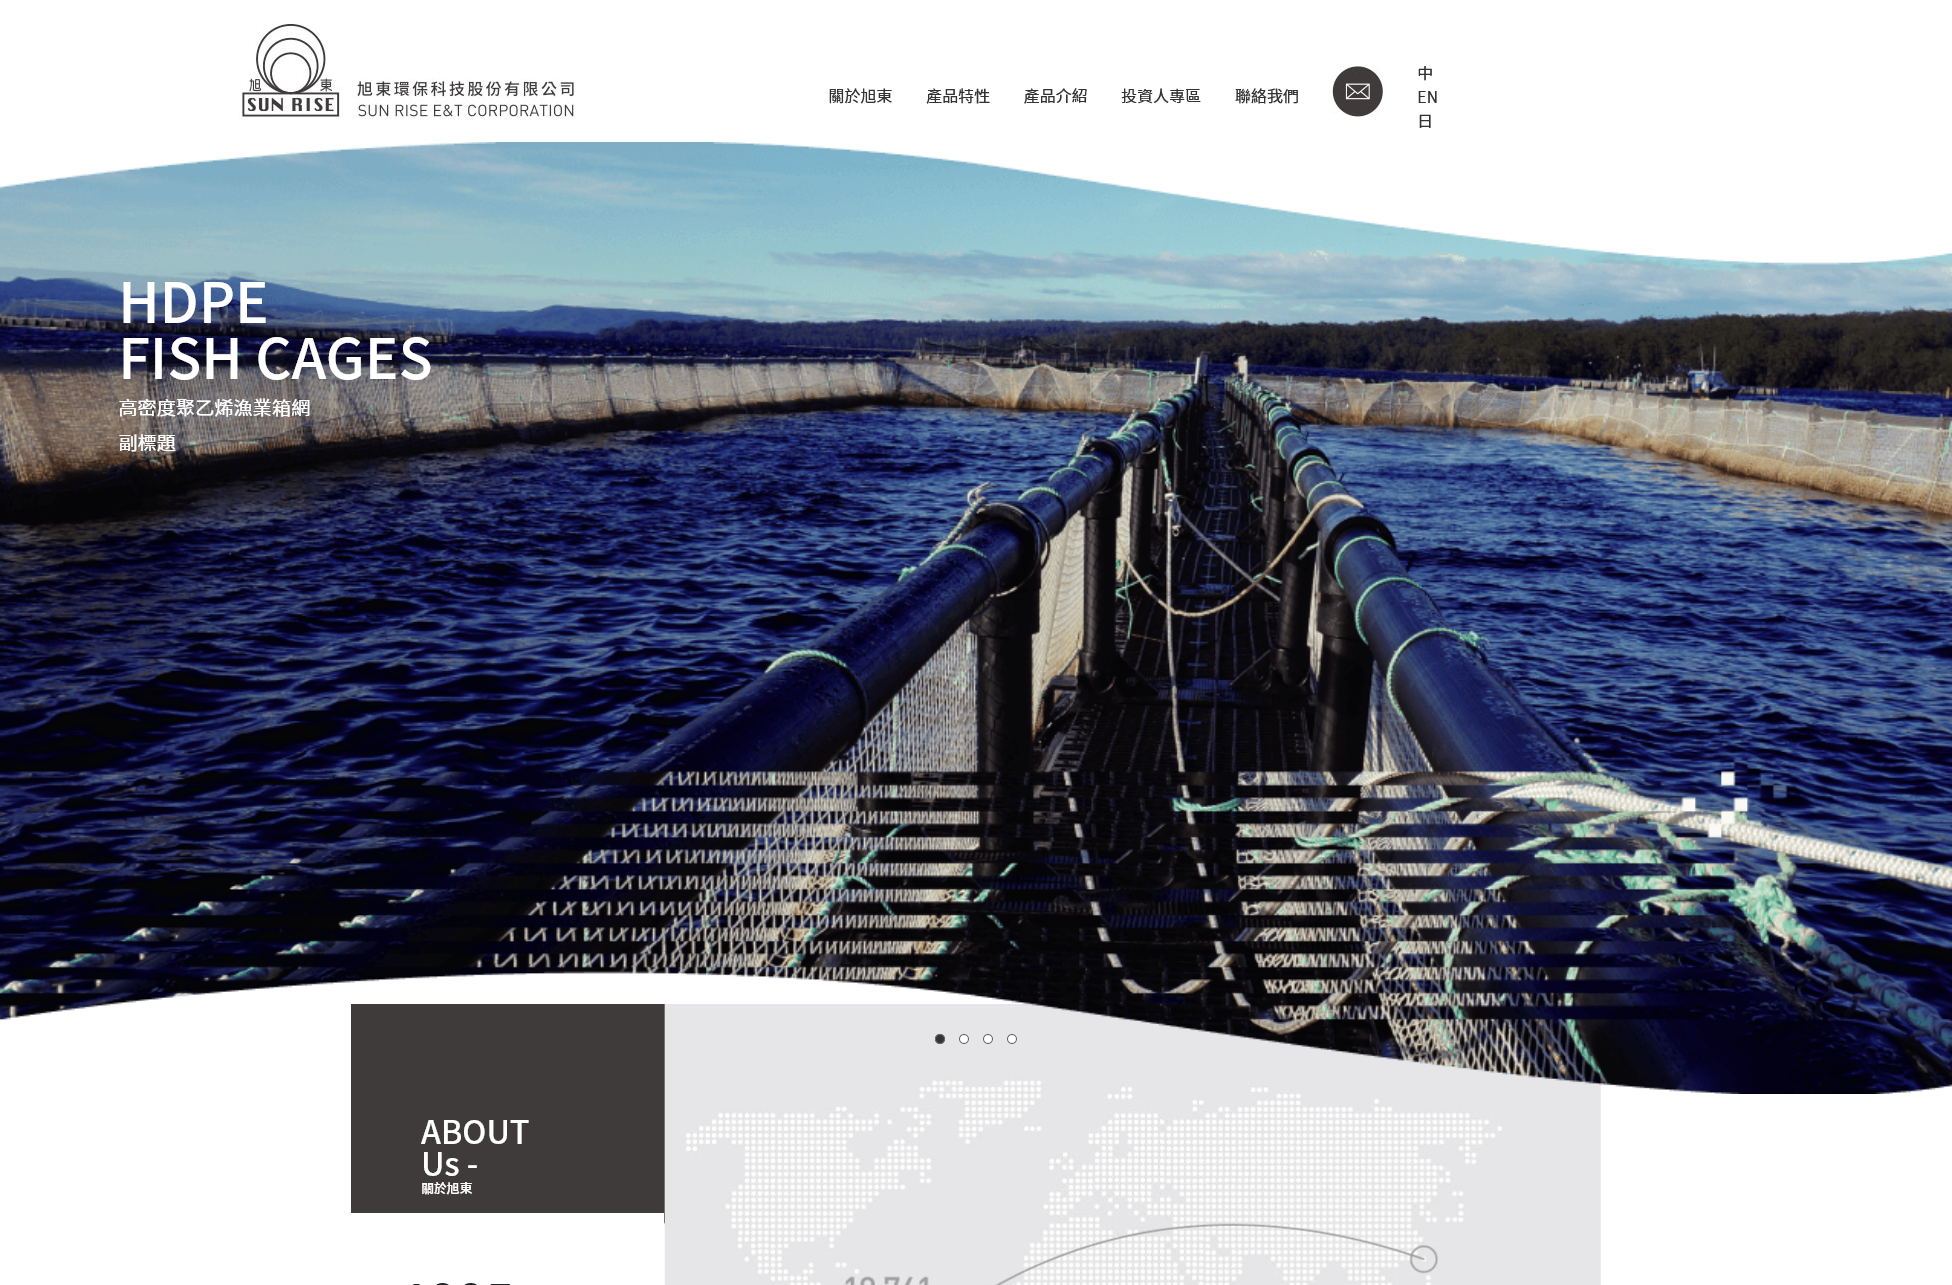 旭 東
SUN RISE
旭東環保科技股份有限公司
SUN RISE E&T CORPORATION
關於旭東 產品特性 產品介紹 投資人專區 聯絡我們
中
EN
日
HDPE
FISH CAGES
高密度聚乙烯漁業箱網
副標題
ABOUT
Us -
關於旭東